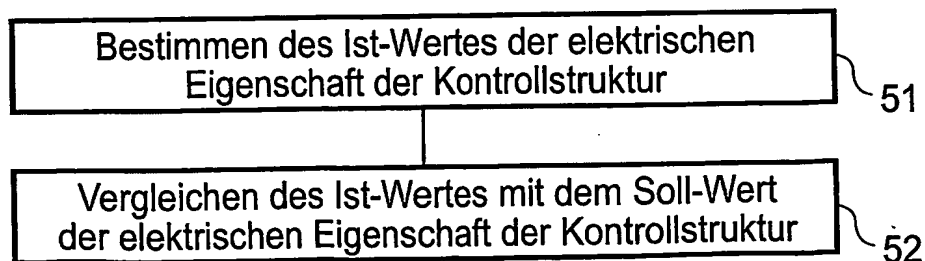 Bestimmen des Ist-Wertes der elektrischen
Eigenschaft der Kontrollstruktur
51
Vergleichen des Ist-Wertes mit dem Soll-Wert
der elektrischen Eigenschaft der Kontrollstruktur
52